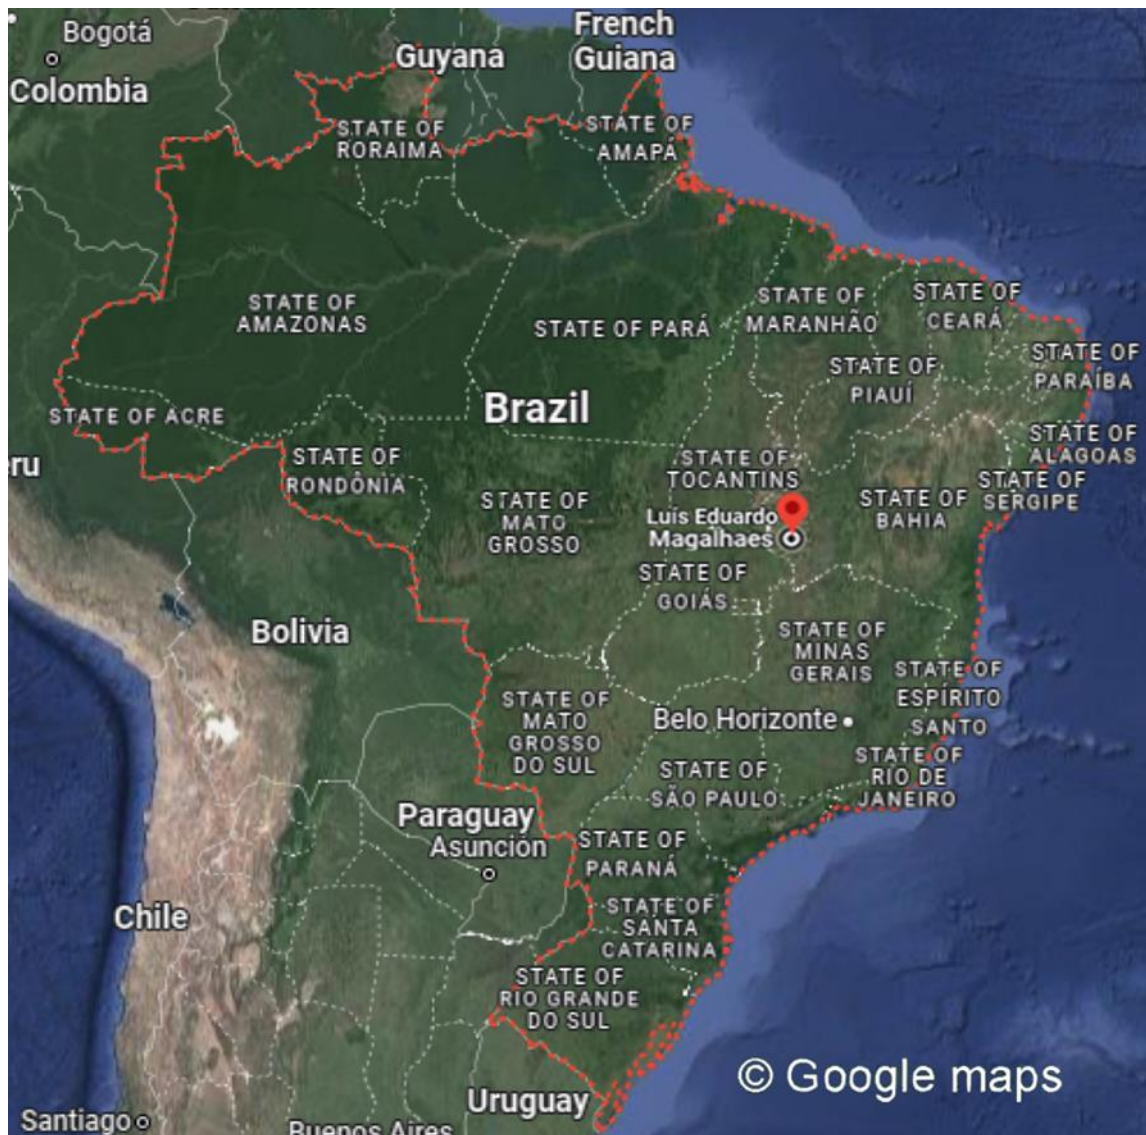 Bogotá
Colombia
Guyana
French
Guiana
STATE OF
RORAIMA
STATE OF
AMAPÁ
STATE OF
AMAZONAS
STATE OF PARÁ
STATE OF
MARANHÃO
STATE OF
CEARÁ
STATE OF
PIAUÍ
STATE OF
PARAÍBA
Brazil
STATE OF ACRE
STATE OF
ALAGOAS
eru
STATE OF
RONDÔNIA
STATE OF
TOCANTINS
STATE OF
SERGIPE
STATE OF
MATO
GROSSO
STATE OF
BAHIA
Luis Eduardo
Magalhaes
STATE OF
GOIÁS
Bolivia
STATE OF
MINAS
GERAIS
STATE OF
ESPÍRITO
SANTO
STATE OF
MATO
GROSSO
DO SUL
Belo Horizonte
STATE OF
RIO DE
JANEIRO
STATE OF
SÃO PAULO
Paraguay
Asunción
STATE OF
PARANÁ
Chile
STATE OF
SANTA
CATARINA
STATE OF
RIO GRANDE
DO SUL
© Google maps
Uruguay
Santiago
Buenos Aires